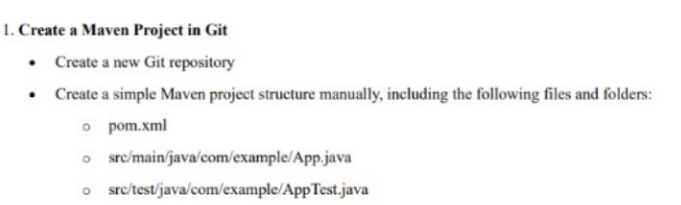 1. Create a Maven Project in Git
• Create a new Git repository
• Create a simple Maven project structure manually, including the following files and folders:
o pom.xml
o src/main/java/com/example/App.java
o src/test/java/com/example/AppTest.java